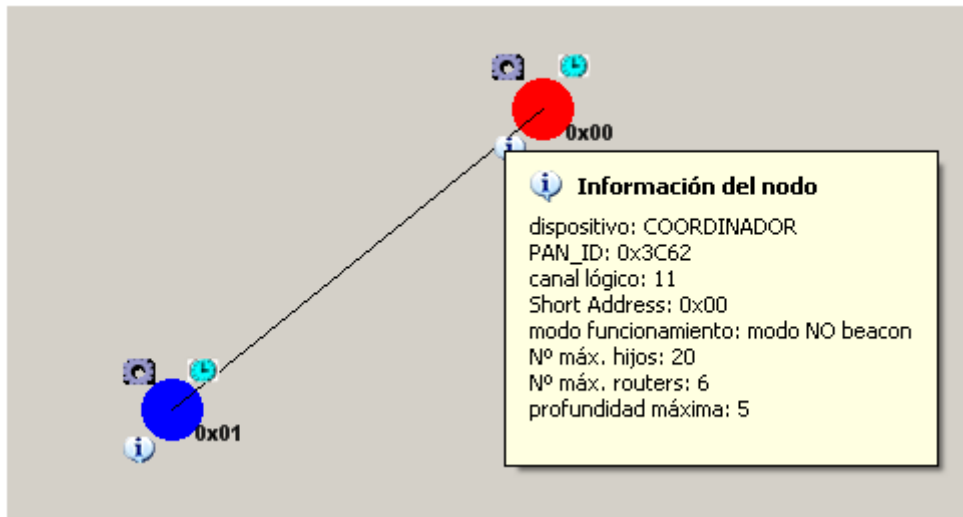 0x00
Información del nodo
dispositivo: COORDINADOR
PAN_ID: 0x3C62
canal lógico: 11
Short Address: 0x00
modo funcionamiento: modo NO beacon
Nº máx. hijos: 20
Nº máx. routers: 6
profundidad máxima: 5
0x01